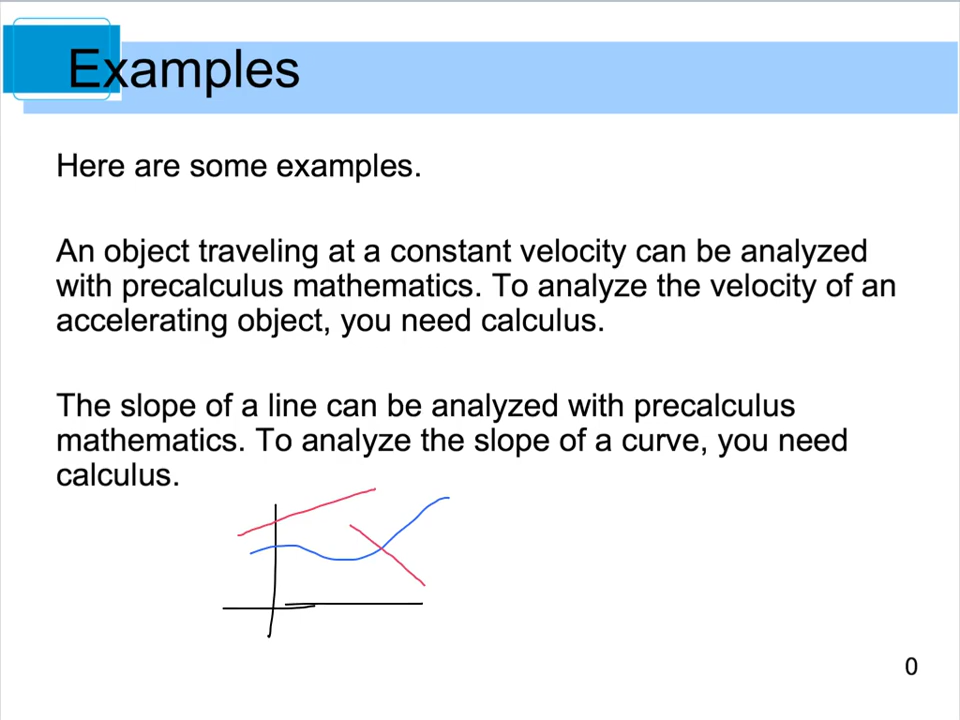 Examples
Here are some examples.
An object traveling at a constant velocity can be analyzed
with precalculus mathematics. To analyze the velocity of an
accelerating object, you need calculus.
The slope of a line can be analyzed with precalculus
mathematics. To analyze the slope of a curve, you need
calculus.
0